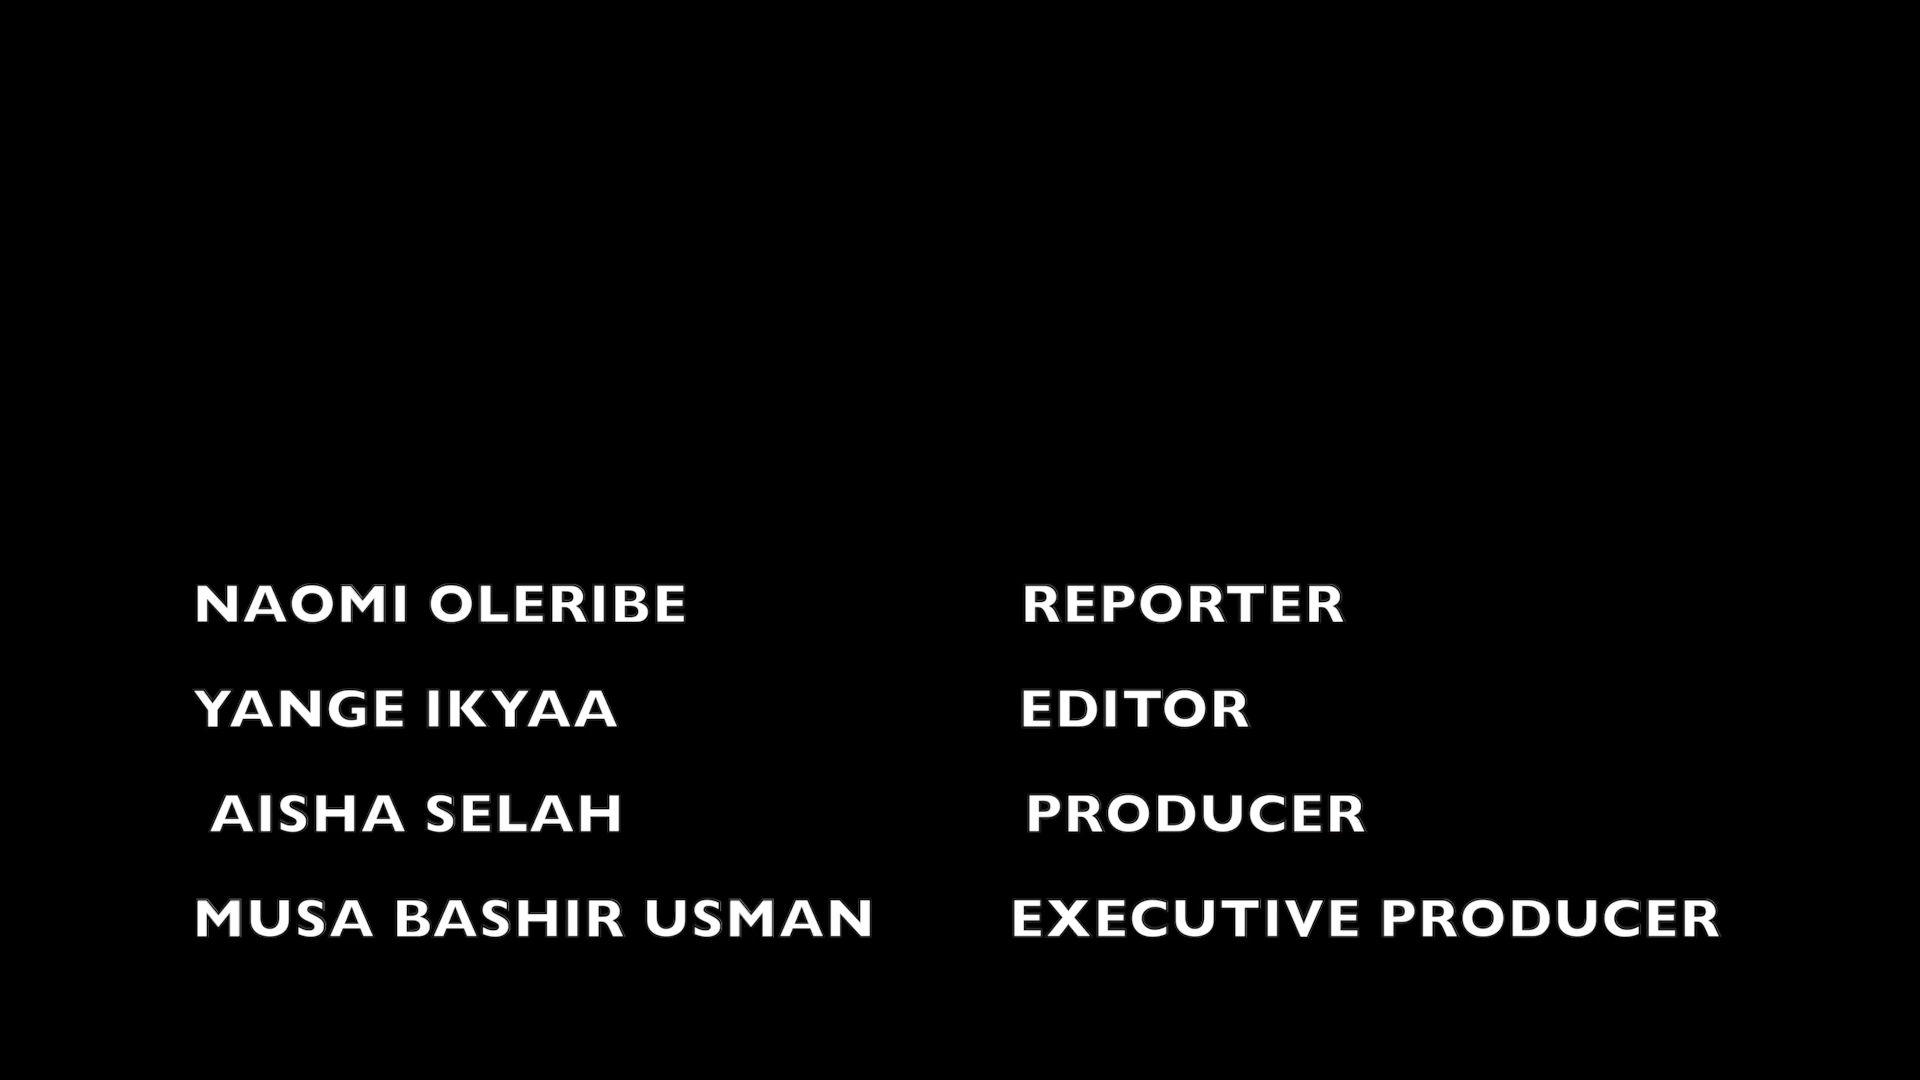 NAOMI OLERIBE REPORTER
YANGE IKYAA EDITOR
AISHA SELAH PRODUCER
MUSA BASHIR USMAN EXECUTIVE PRODUCER